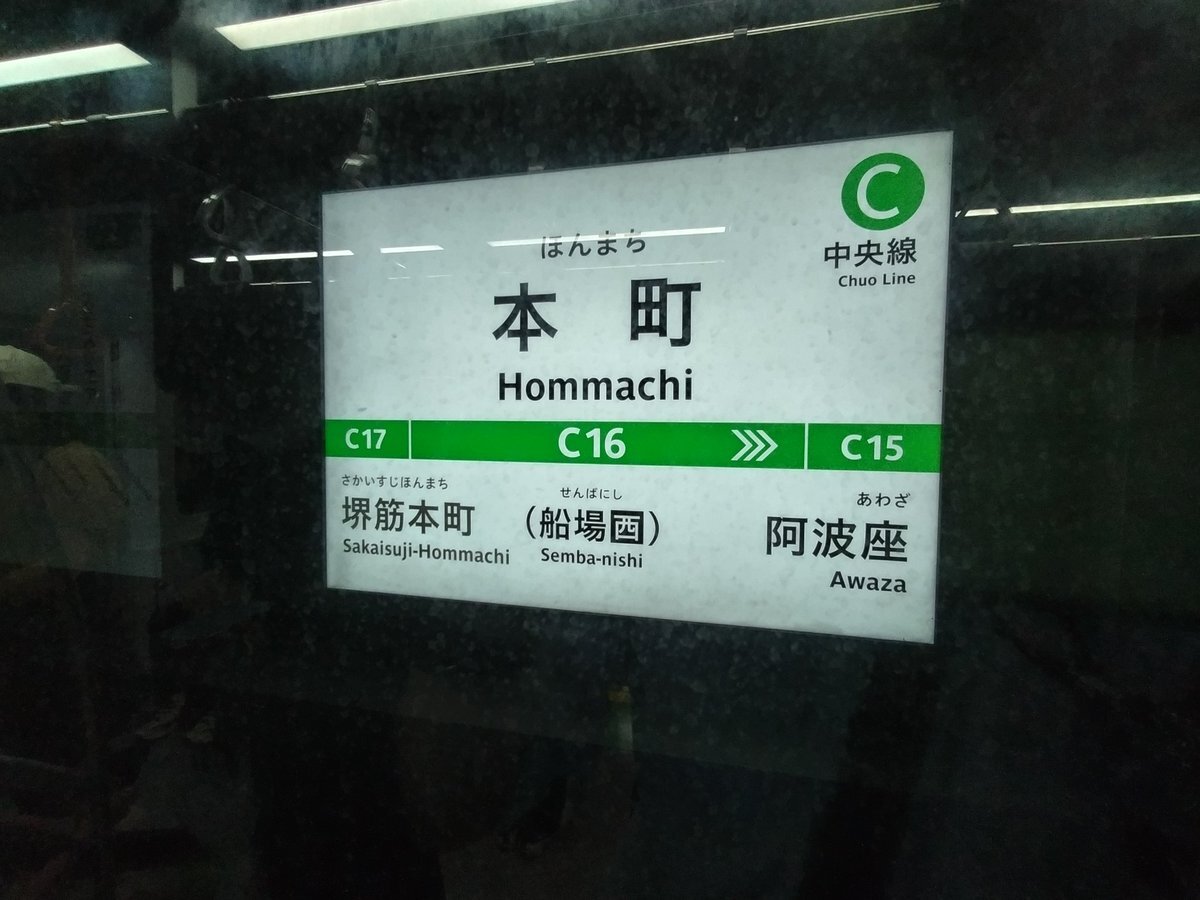 C
中央線
Chuo Line
ほんまち
本町
Hommachi
C17
C16
C15
さかいすじほんまち
堺筋本町
Sakaisuji-Hommachi
せんばにし
（船場西）
Semba-nishi
あわざ
阿波座
Awaza